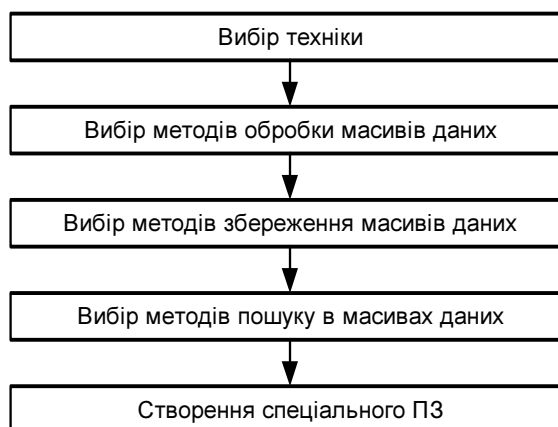 Вибір техніки
Вибір методів обробки масивів даних
Вибір методів збереження масивів даних
Вибір методів пошуку в масивах даних
Створення спеціального ПЗ